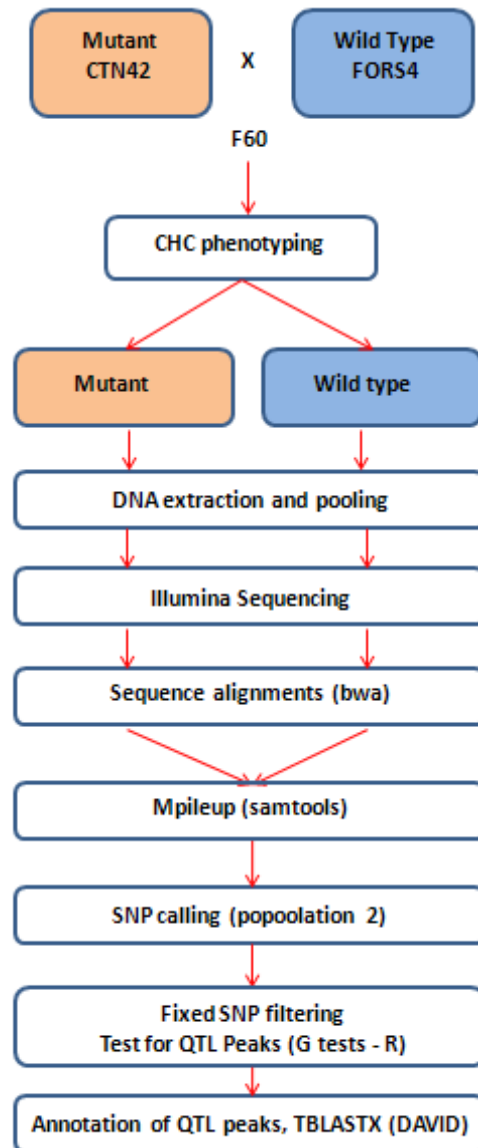 Mutant
CTN42
X
Wild Type
FORS4
F60
CHC phenotyping
Mutant
Wild type
DNA extraction and pooling
Illumina Sequencing
Sequence alignments (bwa)
Mpileup (samtools)
SNP calling (popoolation 2)
Fixed SNP filtering
Test for QTL Peaks (G tests - R)
Annotation of QTL peaks, TBLASTX (DAVID)